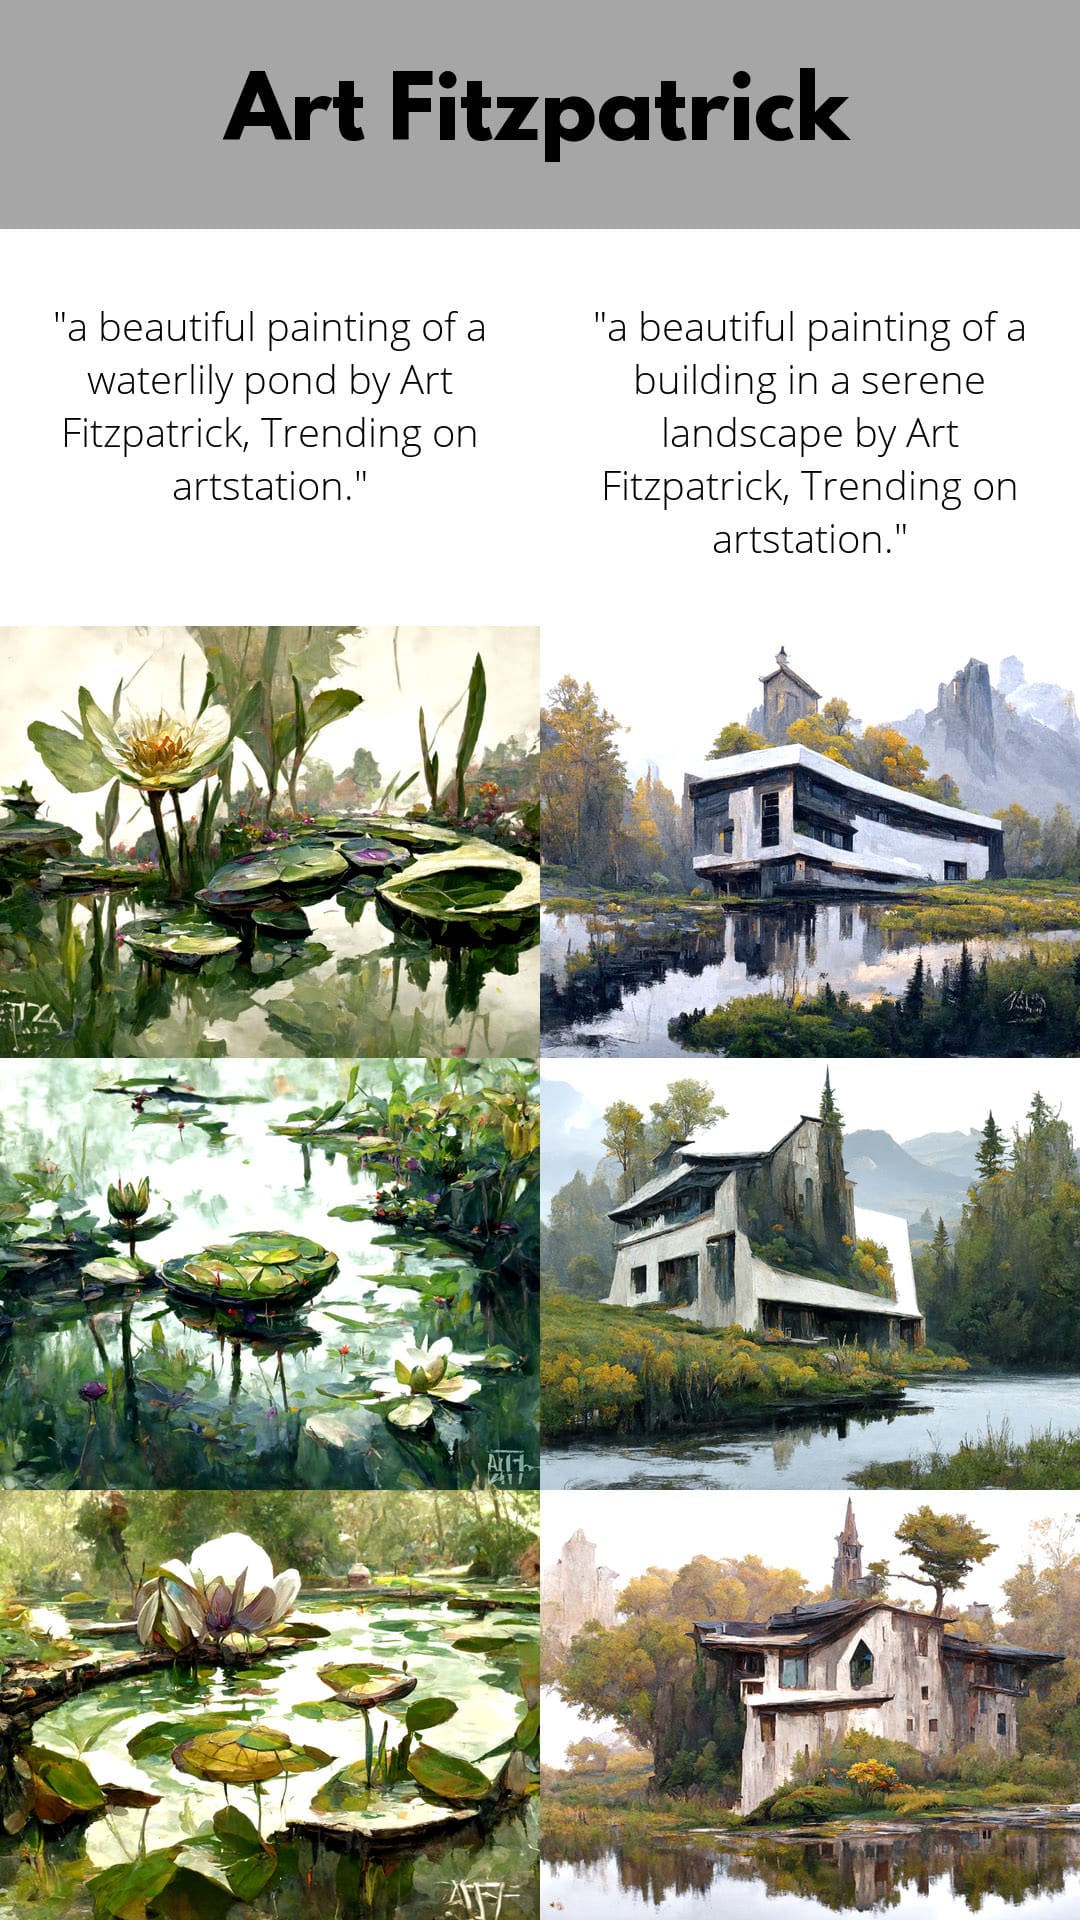 Art Fitzpatrick
"a beautiful painting of a
waterlily pond by Art
Fitzpatrick, Trending on
artstation."
"a beautiful painting of a
building in a serene
landscape by Art
Fitzpatrick, Trending on
artstation."